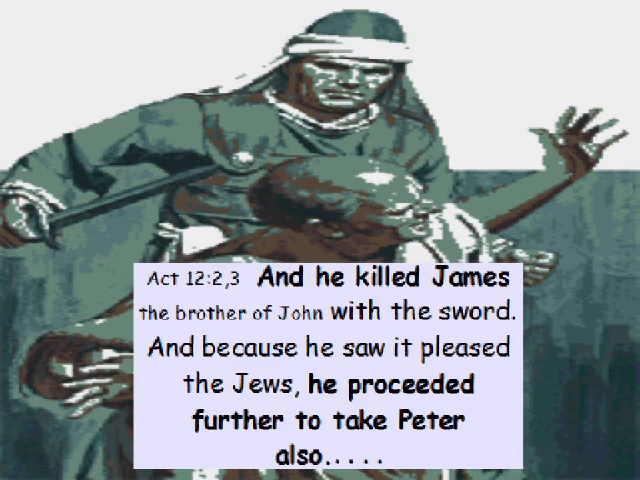 Act 12:2,3 And he killed James
the brother of John with the sword.
And because he saw it pleased
the Jews, he proceeded
further to take Peter
also.. . . .